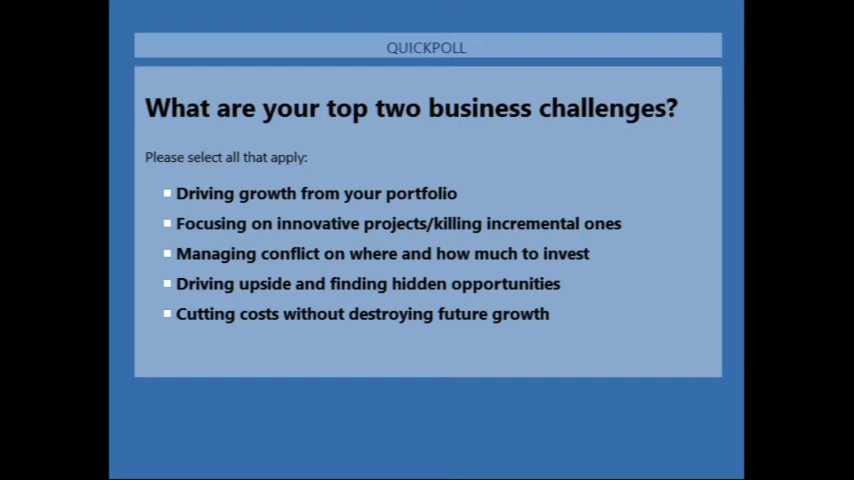 QUICKPOLL
What are your top two business challenges?
Please select all that apply:
Driving growth from your portfolio
Focusing on innovative projects/killing incremental ones
Managing conflict on where and how much to invest
Driving upside and finding hidden opportunities
Cutting costs without destroying future growth